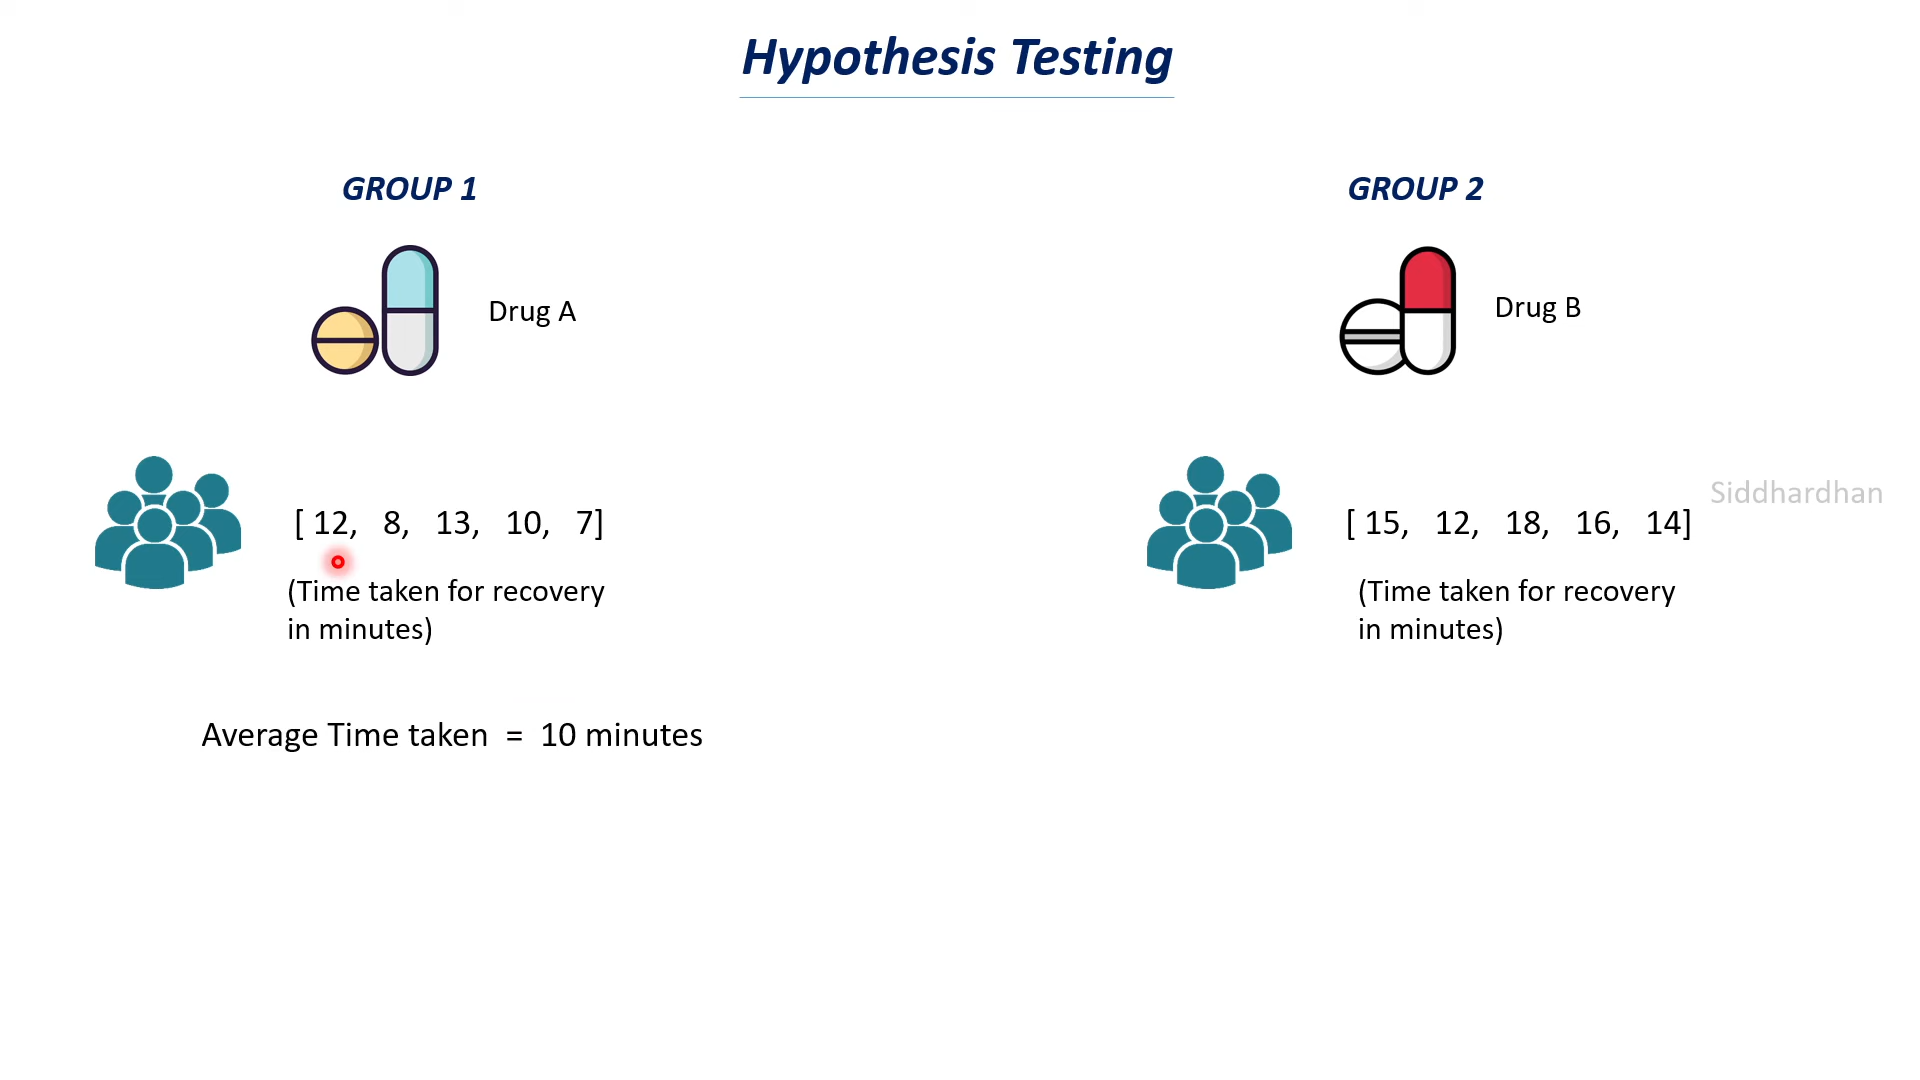 Hypothesis Testing
GROUP 1
Drug A
[ 12, 8, 13, 10, 7]
(Time taken for recovery
in minutes)
Average Time taken = 10 minutes
GROUP 2
Drug B
[ 15, 12, 18, 16, 14]
(Time taken for recovery
in minutes)
Siddhardhan